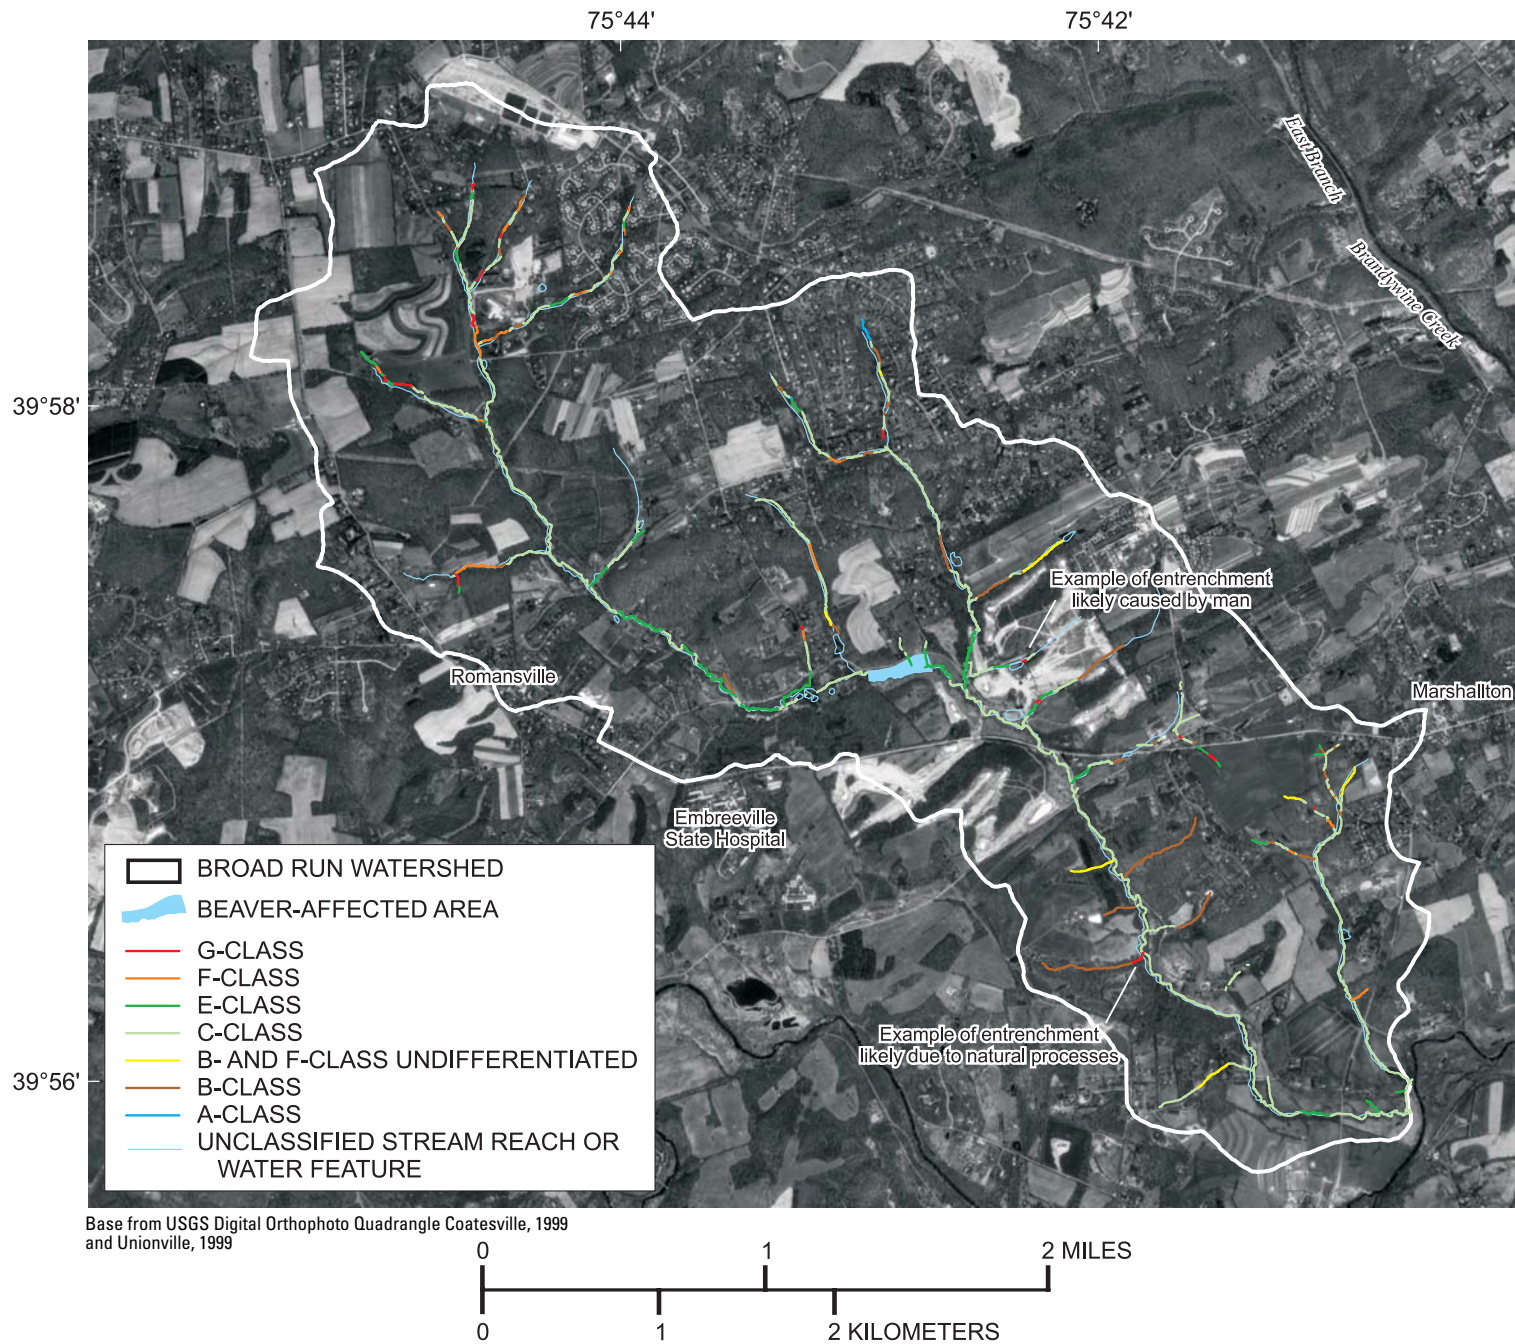 75°44'
75°42'
East Branch
Brandywine Creek
39°58'
Example of entrenchment
likely caused by man
Romansville
Marshallton
Embreeville
State Hospital
BROAD RUN WATERSHED
BEAVER-AFFECTED AREA
G-CLASS
F-CLASS
E-CLASS
C-CLASS
B- AND F-CLASS UNDIFFERENTIATED
B-CLASS
A-CLASS
UNCLASSIFIED STREAM REACH OR
WATER FEATURE
Example of entrenchment
likely due to natural processes
39°56'
Base from USGS Digital Orthophoto Quadrangle Coatesville, 1999
and Unionville, 1999
0 1 2 MILES
0 1 2 KILOMETERS